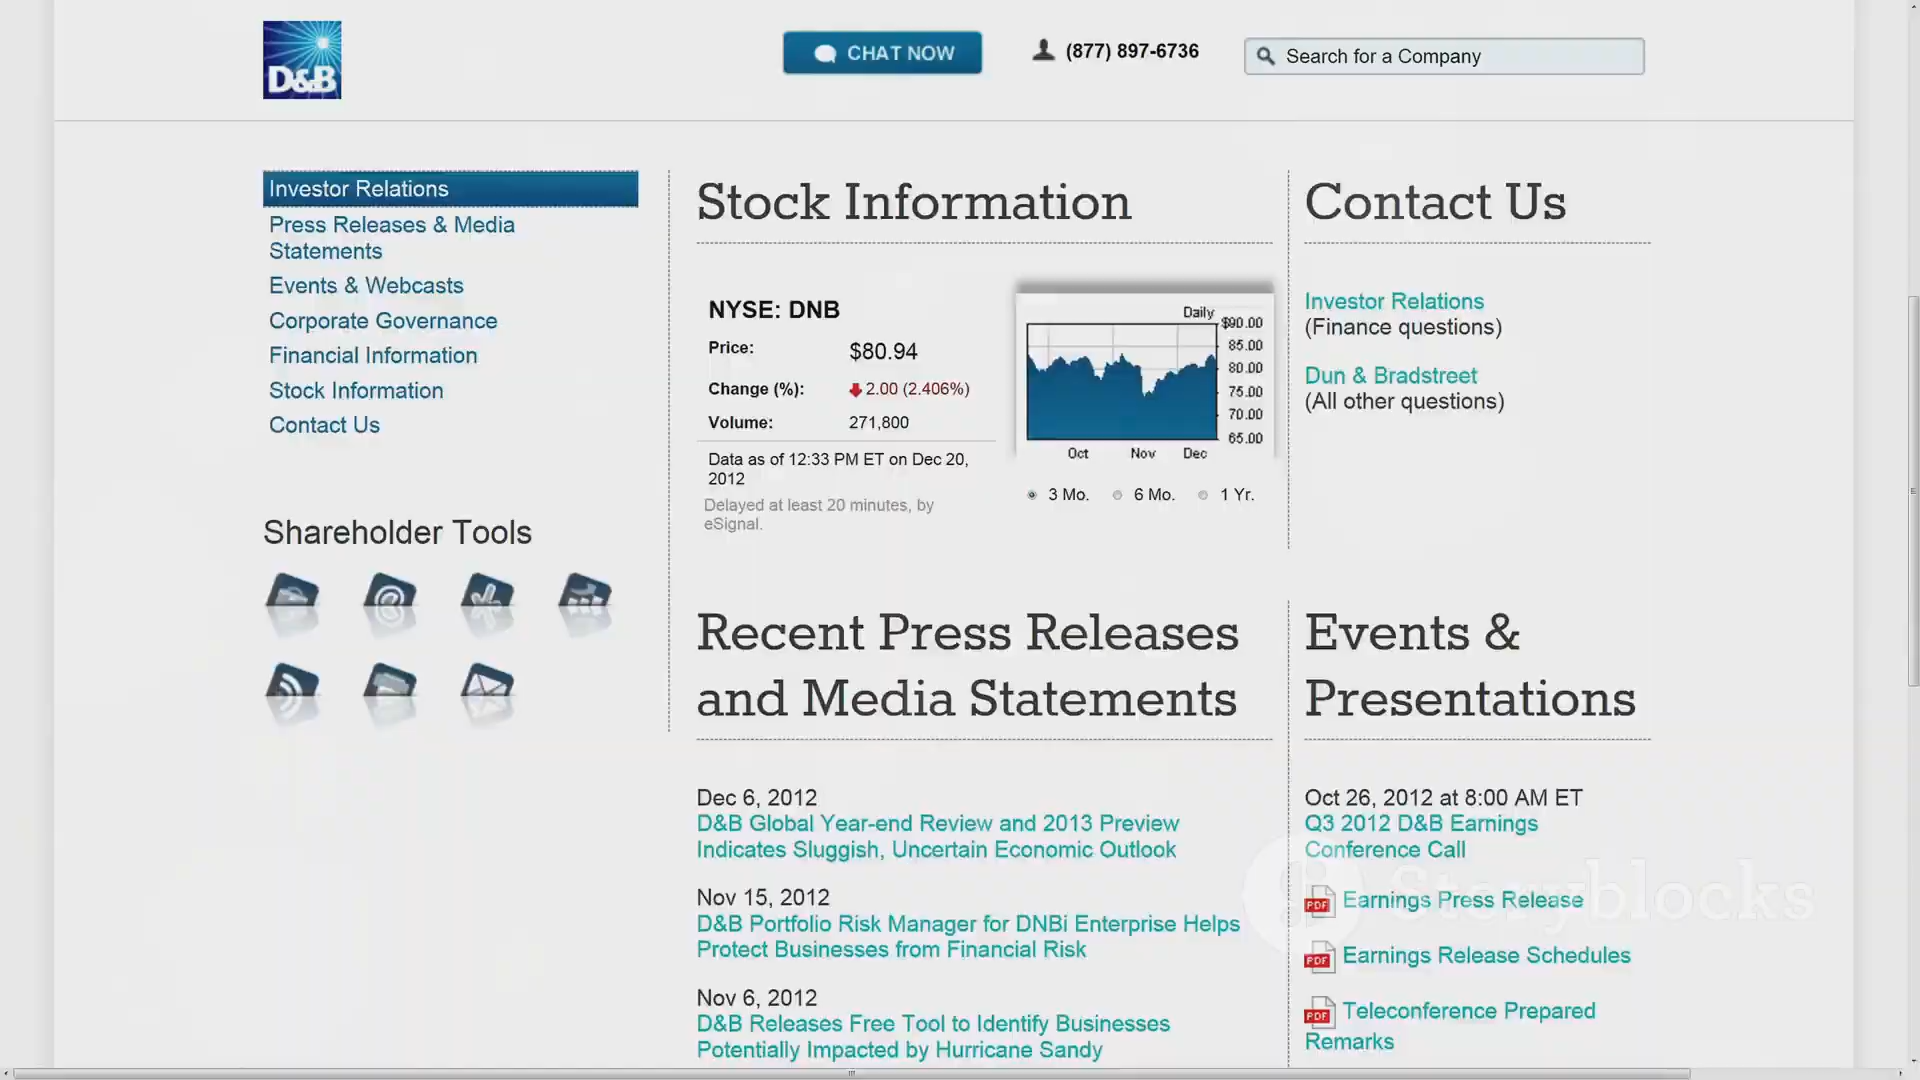 D&B
CHAT NOW
(877) 897-6736
Search for a Company
Investor Relations
Press Releases & Media
Statements
Events & Webcasts
Corporate Governance
Financial Information
Stock Information
Contact Us
Shareholder Tools
Stock Information
NYSE: DNB
Price: $80.94
Change (%): 2.00 (2.406%)
Volume: 271,800
Data as of 12:33 PM ET on Dec 20,
2012
Delayed at least 20 minutes, by
eSignal.
Daily
$90.00
85.00
80.00
75.00
70.00
65.00
Oct Nov Dec
3 Mo. 6 Mo. 1 Yr.
Contact Us
Investor Relations
(Finance questions)
Dun & Bradstreet
(All other questions)
Recent Press Releases
and Media Statements
Dec 6, 2012
D&B Global Year-end Review and 2013 Preview
Indicates Sluggish, Uncertain Economic Outlook
Nov 15, 2012
D&B Portfolio Risk Manager for DNBi Enterprise Helps
Protect Businesses from Financial Risk
Nov 6, 2012
D&B Releases Free Tool to Identify Businesses
Potentially Impacted by Hurricane Sandy
Events &
Presentations
Oct 26, 2012 at 8:00 AM ET
Q3 2012 D&B Earnings
Conference Call
PDF Earnings Press Release
PDF Earnings Release Schedules
PDF Teleconference Prepared
Remarks
Storyblocks